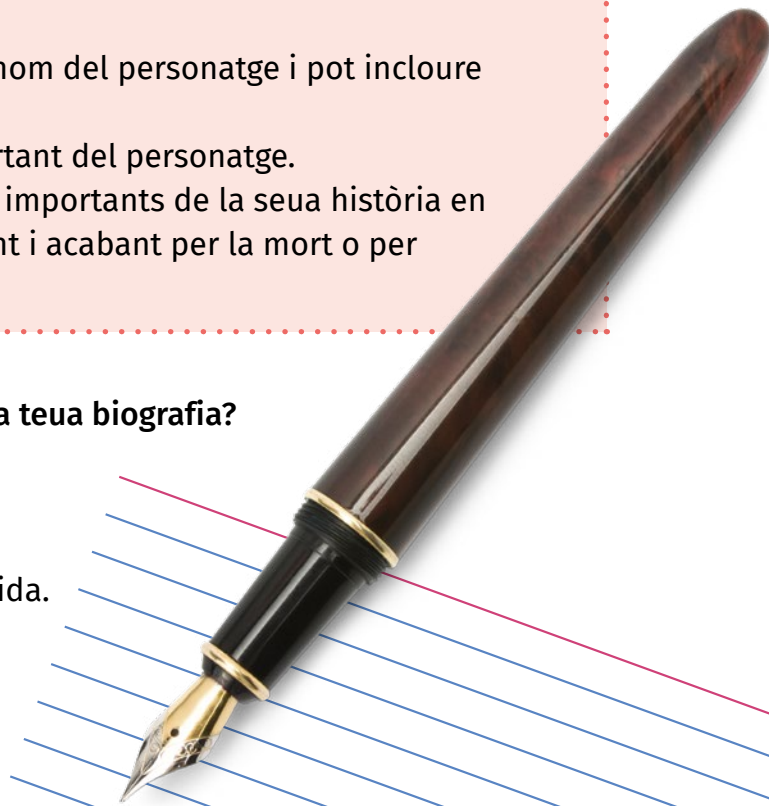 nom del personatge i pot incloure
rtant del personatge.
importants de la seua història en
nt i acabant per la mort o per
a teua biografia?
ida.